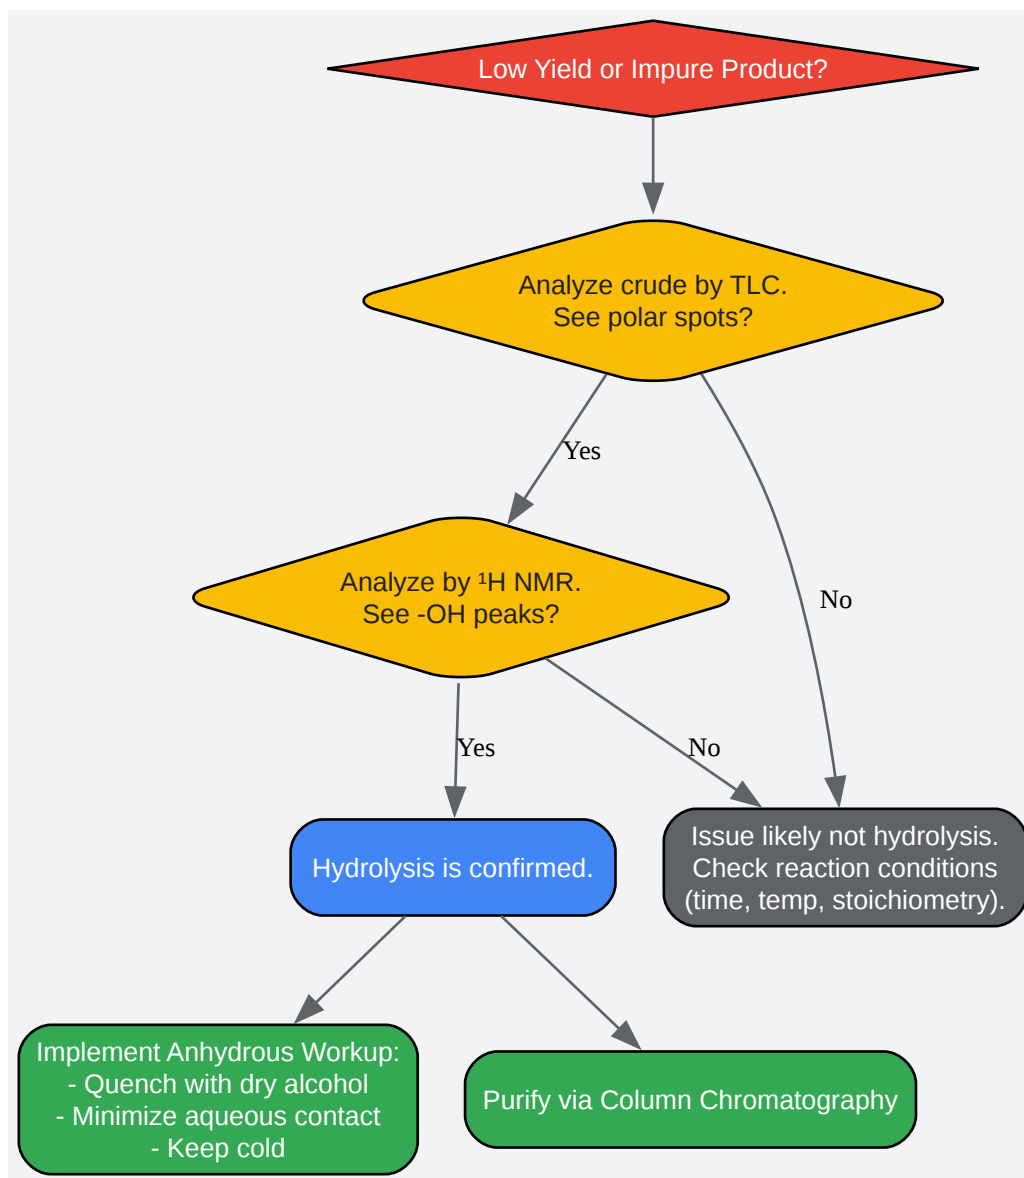 Low Yield or Impure Product?
Analyze crude by TLC.
See polar spots?
Yes
No
Analyze by ¹H NMR.
See -OH peaks?
Yes
No
Hydrolysis is confirmed.
Issue likely not hydrolysis.
Check reaction conditions
(time, temp, stoichiometry).
Implement Anhydrous Workup:
- Quench with dry alcohol
- Minimize aqueous contact
- Keep cold
Purify via Column Chromatography